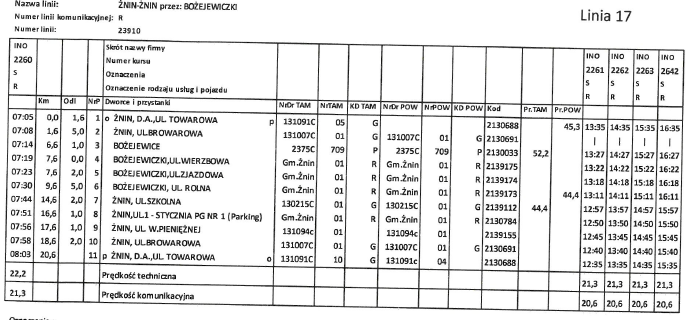 Nazwa linii: ŻNIN-ŻNIN przez: BOŻEJEWICZKI
Numer linii komunikacyjnej: R
Numer linii: 23910
Linia 17
INO 2260 S R
Skrót nazwy firmy
Numer kursu
Oznaczenia
Oznaczenie rodzaju usług i pojazdu
INO INO INO INO
2261 2262 2263 2642
S S S S
R R R R
Km Odl NrP Dworce i przystanki NrDr TAM NrTAM KD TAM NrDr POW NrPOW KD POW Kod Pr.TAM Pr.POW
07:05 0,0 1,6 1 o ŻNIN, D.A.,UL. TOWAROWA p 131091C 05 G 2130688 45,3 13:35 14:35 15:35 16:35
07:08 1,6 5,0 2 ŻNIN, UL.BROWAROWA 131007C 01 G 131007C 01 G 2130691 | | | |
07:14 6,6 1,0 3 BOŻEJEWICE 2375C 709 P 2375C 709 P 2130033 52,2 13:27 14:27 15:27 16:27
07:19 7,6 0,0 4 BOŻEJEWICZKI,UL.WIERZBOWA Gm.Żnin 01 R Gm.Żnin 01 R 2139175 13:22 14:22 15:22 16:22
07:23 7,6 2,0 5 BOŻEJEWICZKI,UL.ZJAZDOWA Gm.Żnin 01 R Gm.Żnin 01 R 2139174 13:18 14:18 15:18 16:18
07:30 9,6 5,0 6 BOŻEJEWICZKI, UL. ROLNA Gm.Żnin 01 R Gm.Żnin 01 R 2139173 44,4 13:11 14:11 15:11 16:11
07:44 14,6 2,0 7 ŻNIN, UL.SZKOLNA 130215C 01 G 130215C 01 G 2139112 44,4 12:57 13:57 14:57 15:57
07:51 16,6 1,0 8 ŻNIN,UL.1 - STYCZNIA PG NR 1 (Parking) Gm.Żnin 01 R Gm.Żnin 01 R 2130784 12:50 13:50 14:50 15:50
07:56 17,6 1,0 9 ŻNIN, UL W.PIENIĘŻNEJ 131094c 01 131094c 01 2139155 12:45 13:45 14:45 15:45
07:58 18,6 2,0 10 ŻNIN, UL.BROWAROWA 131007C 01 G 131007C 01 G 2130691 12:40 13:40 14:40 15:40
08:03 20,6 11 p ŻNIN, D.A.,UL. TOWAROWA o 131091C 10 G 131091c 04 2130688 12:35 13:35 14:35 15:35
22,2 Prędkość techniczna 21,3 21,3 21,3 21,3
21,3 Prędkość komunikacyjna 20,6 20,6 20,6 20,6